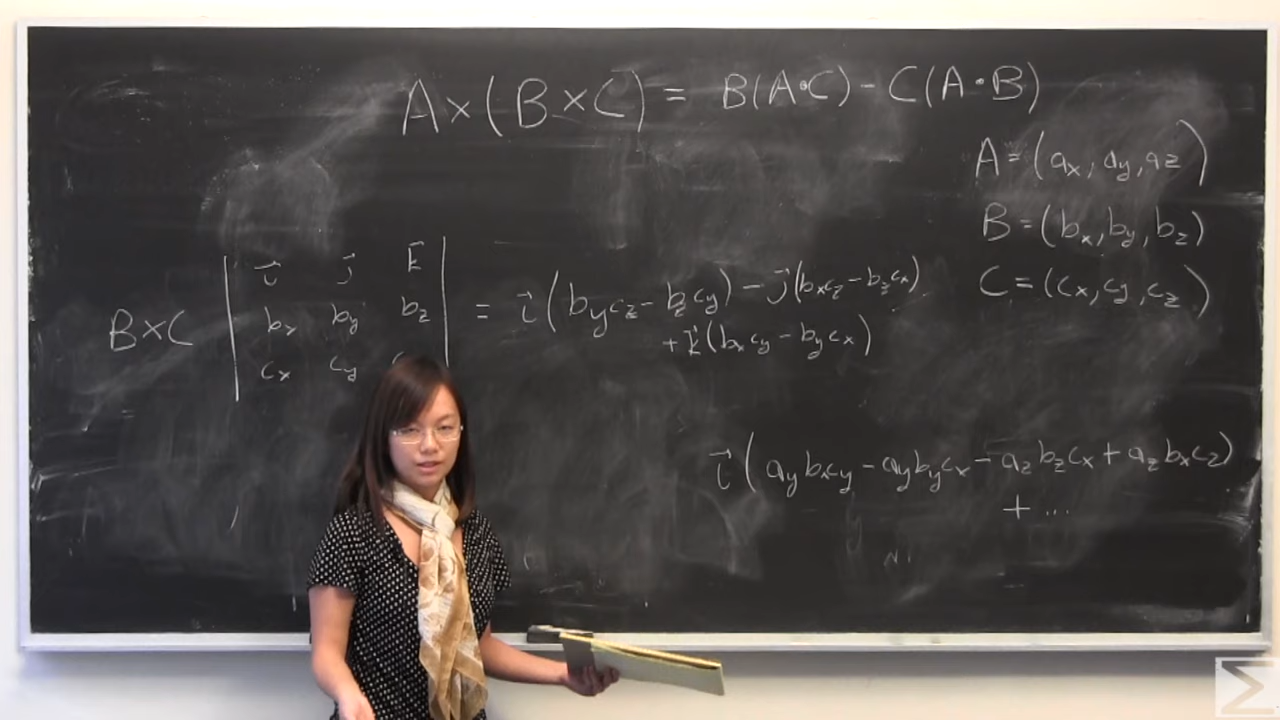 A×(B×C) = B(A•C) - C(A•B)
A = (ax, ay, az)
B = (bx, by, bz)
C = (cx, cy, cz)
B×C | i⃗ j⃗ k⃗ | = i⃗(bycz - bzcy) - j⃗(bxcz - bzcx)
bx by bz
+ k⃗(bxcy - bycx)
cx cy
i⃗(aybxcy - aybycx - azbzcx + azbxcz)
+ ...
Σ